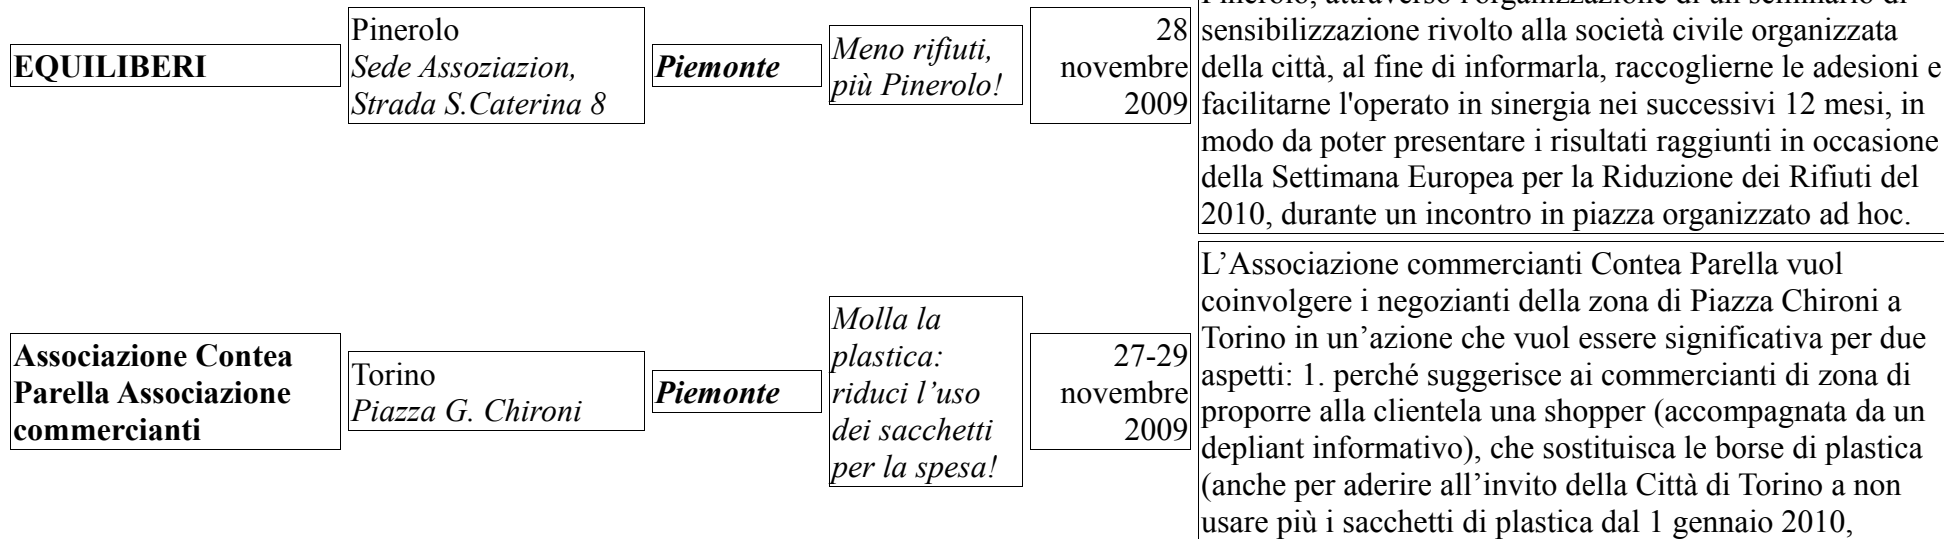 EQUILIBERI
Pinerolo
Sede Assoziazion,
Strada S.Caterina 8
Piemonte
Meno rifiuti,
più Pinerolo!
28
novembre
2009
Pinerolo, attraverso l'organizzazione di un seminario di
sensibilizzazione rivolto alla società civile organizzata
della città, al fine di informarla, raccoglierne le adesioni e
facilitarne l'operato in sinergia nei successivi 12 mesi, in
modo da poter presentare i risultati raggiunti in occasione
della Settimana Europea per la Riduzione dei Rifiuti del
2010, durante un incontro in piazza organizzato ad hoc.
Associazione Contea
Parella Associazione
commercianti
Torino
Piazza G. Chironi
Piemonte
Molla la
plastica:
riduci l’uso
dei sacchetti
per la spesa!
27-29
novembre
2009
L’Associazione commercianti Contea Parella vuol
coinvolgere i negozianti della zona di Piazza Chironi a
Torino in un’azione che vuol essere significativa per due
aspetti: 1. perché suggerisce ai commercianti di zona di
proporre alla clientela una shopper (accompagnata da un
depliant informativo), che sostituisca le borse di plastica
(anche per aderire all’invito della Città di Torino a non
usare più i sacchetti di plastica dal 1 gennaio 2010,